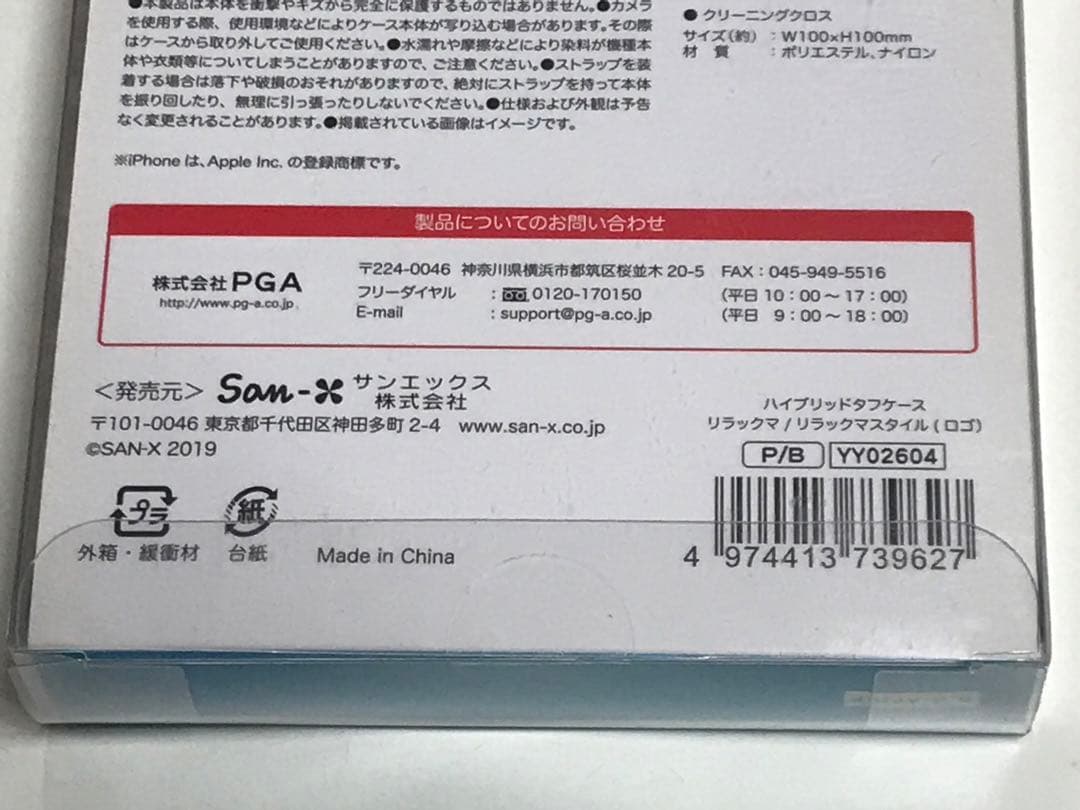 ●本製品は本体を衝撃やキズから完全に保護するものではありません。●カメラ
を使用する際、使用環境などによりケース本体が写り込む場合があります。その際
はケースから取り外してご使用ください。●水濡れや摩擦などにより染料が機種本
体や衣類等についてしまうことがありますので、ご注意ください。●ストラップを装
着する場合は落下や破損のおそれがありますので、絶対にストラップを持って本体
を振り回したり、無理に引っ張ったりしないでください。●仕様および外観は予告
なく変更されることがあります。●掲載されている画像はイメージです。
※iPhone は、Apple Inc. の登録商標です。
● クリーニングクロス
サイズ(約) : W100×H100mm
材 質 : ポリエステル、ナイロン
製品についてのお問い合わせ
株式会社PGA
http://www.pg-a.co.jp
〒224-0046 神奈川県横浜市都筑区桜並木 20-5 FAX : 045-949-5516
フリーダイヤル : 0120-170150 (平日 10 : 00 ～ 17 : 00)
E-mail : support@pg-a.co.jp (平日 9 : 00 ～ 18 : 00)
<発売元> San-X サンエックス
株式会社
〒101-0046 東京都千代田区神田多町 2-4 www.san-x.co.jp
©SAN-X 2019
ハイブリッドタフケース
リラックマ / リラックマスタイル ( ロゴ )
P/B YY02604
プラ
外箱・緩衝材
紙
台紙
Made in China
4 974413 739627